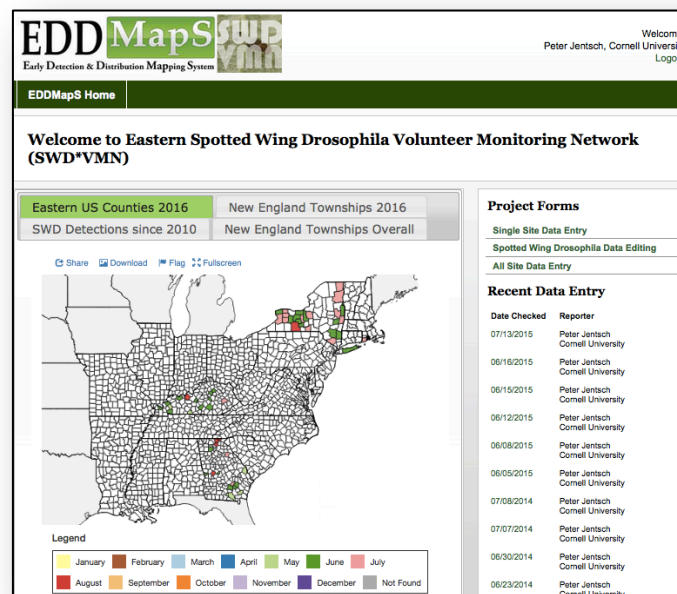 EDDMapS SWD VMN
Early Detection & Distribution Mapping System
Welcom
Peter Jentsch, Cornell Universi
Logo
EDDMapS Home
Welcome to Eastern Spotted Wing Drosophila Volunteer Monitoring Network
(SWD*VMN)
Eastern US Counties 2016
New England Townships 2016
SWD Detections since 2010
New England Townships Overall
Share Download Flag Fullscreen
Legend
January February March April May June July
August September October November December Not Found
Project Forms
Single Site Data Entry
Spotted Wing Drosophila Data Editing
All Site Data Entry
Recent Data Entry
Date Checked Reporter
07/13/2015 Peter Jentsch
Cornell University
06/16/2015 Peter Jentsch
Cornell University
06/15/2015 Peter Jentsch
Cornell University
06/12/2015 Peter Jentsch
Cornell University
06/08/2015 Peter Jentsch
Cornell University
06/05/2015 Peter Jentsch
Cornell University
07/08/2014 Peter Jentsch
Cornell University
07/07/2014 Peter Jentsch
Cornell University
06/30/2014 Peter Jentsch
Cornell University
06/23/2014 Peter Jentsch
Cornell University